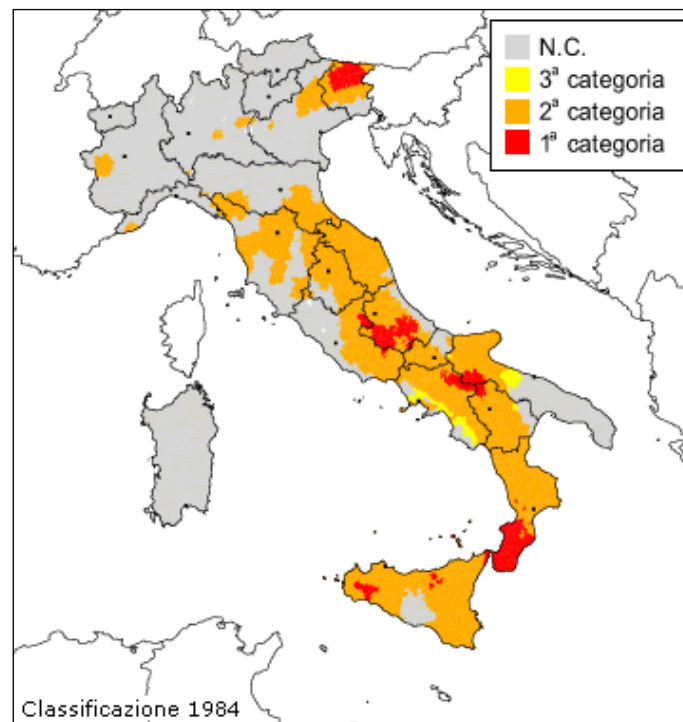 N.C.
3ª categoria
2ª categoria
1ª categoria
Classificazione 1984